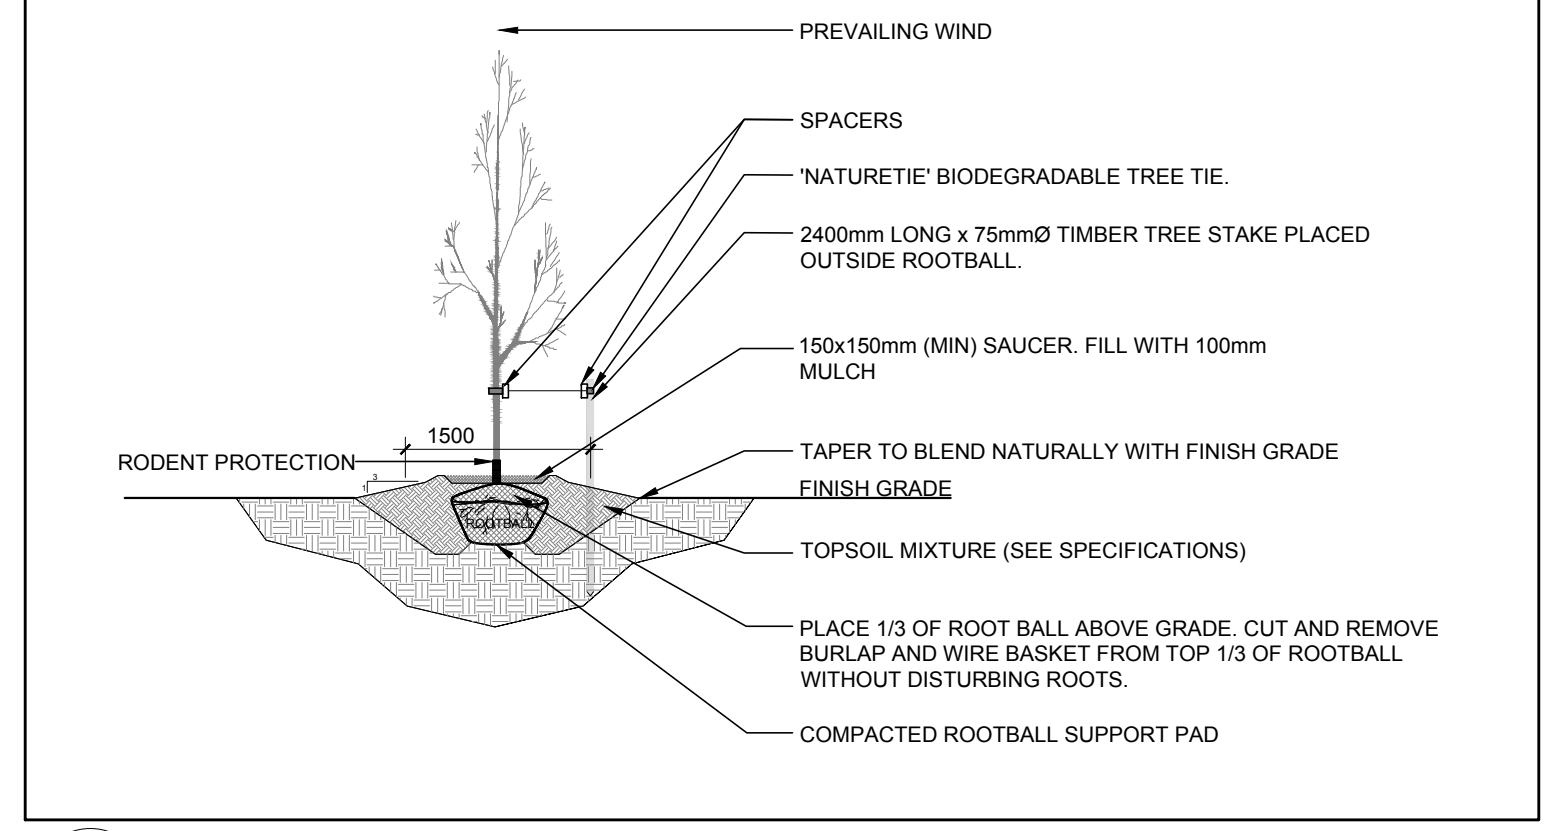 PREVAILING WIND
SPACERS
'NATURETIE' BIODEGRADABLE TREE TIE.
2400mm LONG x 75mmØ TIMBER TREE STAKE PLACED
OUTSIDE ROOTBALL.
150x150mm (MIN) SAUCER. FILL WITH 100mm
MULCH
1500
TAPER TO BLEND NATURALLY WITH FINISH GRADE
RODENT PROTECTION
3
1
FINISH GRADE
ROOTBALL
TOPSOIL MIXTURE (SEE SPECIFICATIONS)
PLACE 1/3 OF ROOT BALL ABOVE GRADE. CUT AND REMOVE
BURLAP AND WIRE BASKET FROM TOP 1/3 OF ROOTBALL
WITHOUT DISTURBING ROOTS.
COMPACTED ROOTBALL SUPPORT PAD